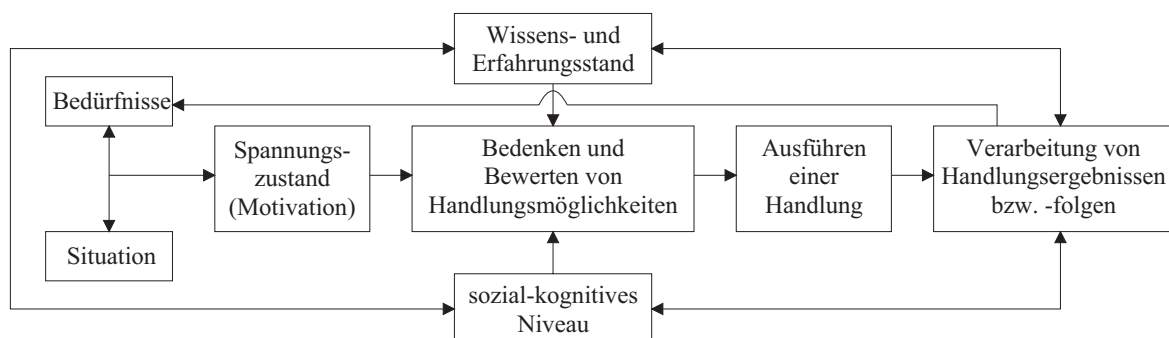 Wissens- und
Erfahrungsstand
Bedürfnisse
Spannungs-
zustand
(Motivation)
Bedenken und
Bewerten von
Handlungsmöglichkeiten
Ausführen
einer
Handlung
Verarbeitung von
Handlungsergebnissen
bzw. -folgen
Situation
sozial-kognitives
Niveau